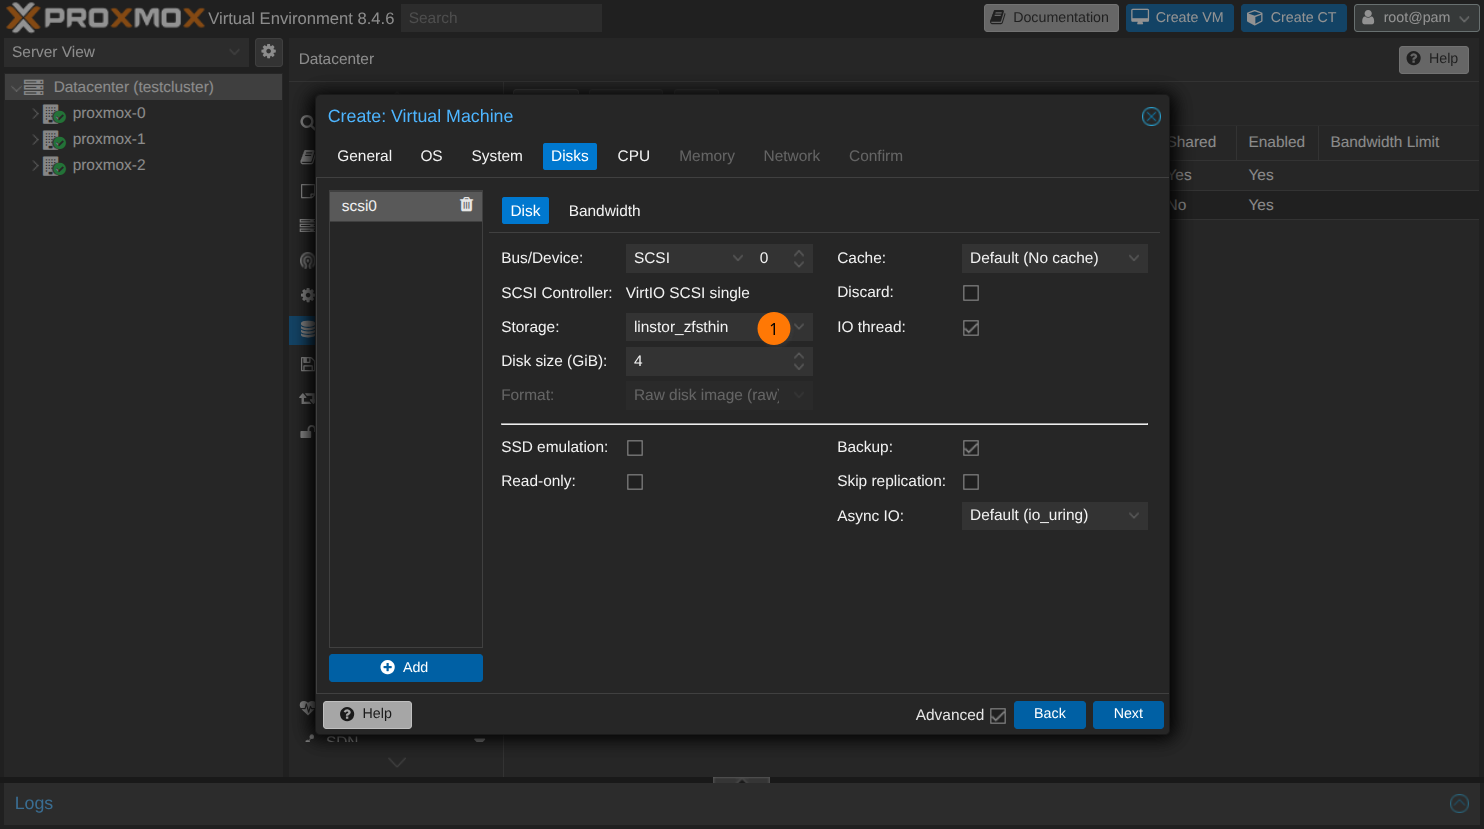 PROXMOX Virtual Environment 8.4.6 Search Documentation Create VM Create CT root@pam
Server View
Datacenter
Help
Datacenter (testcluster)
proxmox-0
proxmox-1
proxmox-2
Create: Virtual Machine
General OS System Disks CPU Memory Network Confirm
Shared Enabled Bandwidth Limit
Yes Yes
No Yes
scsi0
Disk Bandwidth
Bus/Device: SCSI 0 Cache: Default (No cache)
SCSI Controller: VirtIO SCSI single Discard:
Storage: linstor_zfsthin 1 IO thread:
Disk size (GiB): 4
Format: Raw disk image (raw)
SSD emulation: Backup:
Read-only: Skip replication:
Async IO: Default (io_uring)
Add
Help Advanced Back Next
SDN
Logs